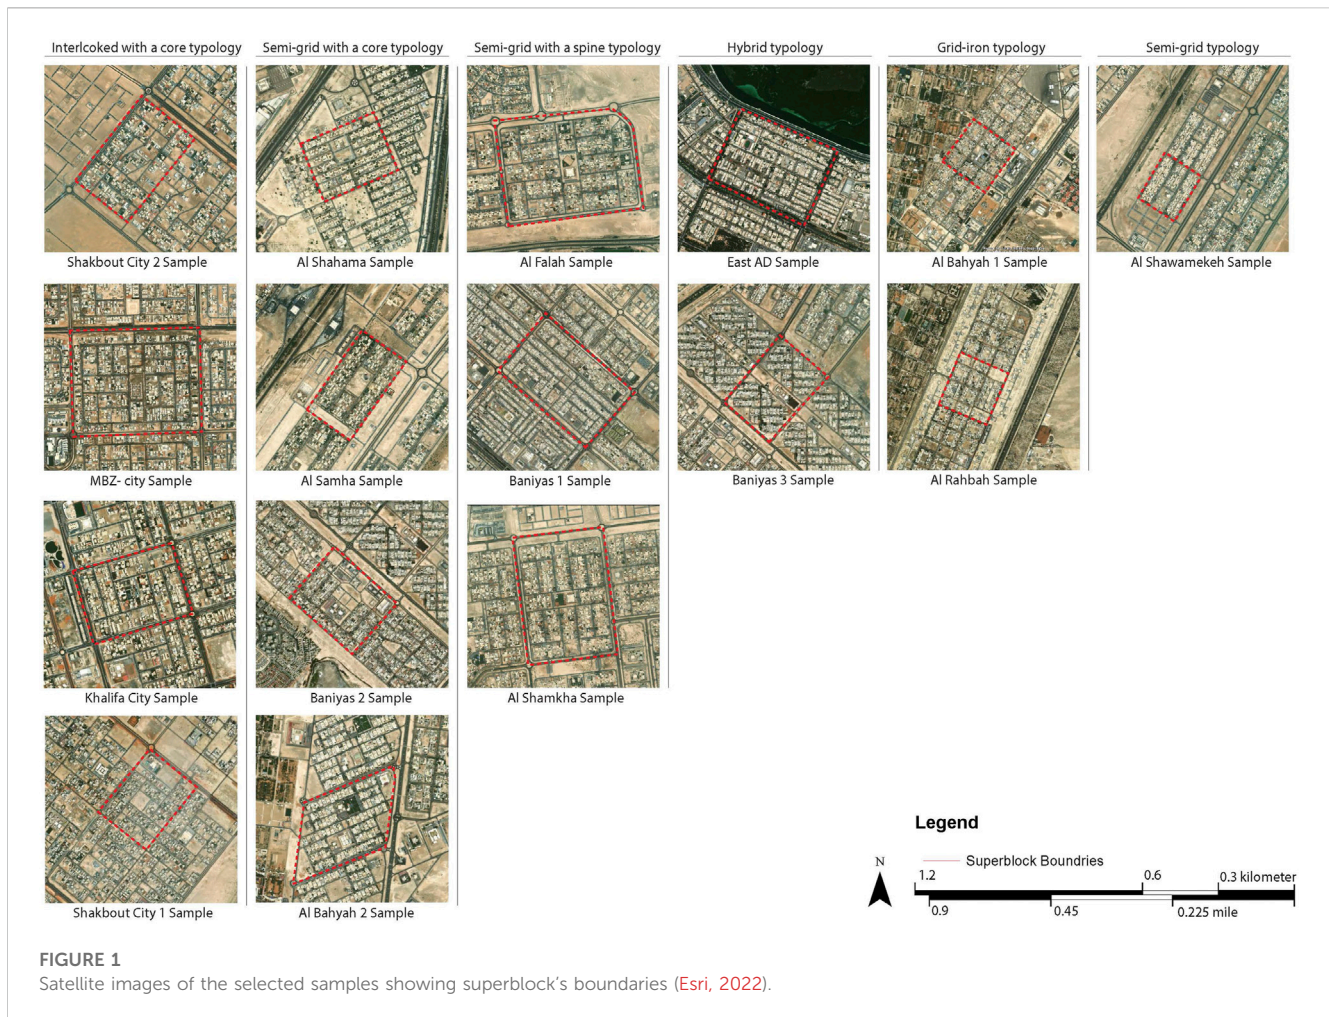 Interlcoked with a core typology
Semi-grid with a core typology
Semi-grid with a spine typology
Hybrid typology
Grid-iron typology
Semi-grid typology
Shakbout City 2 Sample
Al Shahama Sample
Al Falah Sample
East AD Sample
Al Bahyah 1 Sample
Al Shawamekeh Sample
MBZ- city Sample
Al Samha Sample
Baniyas 1 Sample
Baniyas 3 Sample
Al Rahbah Sample
Khalifa City Sample
Baniyas 2 Sample
Al Shamkha Sample
Shakbout City 1 Sample
Al Bahyah 2 Sample
Legend
N
Superblock Boundries
1.2 0.6 0.3 kilometer
0.9 0.45 0.225 mile
FIGURE 1
Satellite images of the selected samples showing superblock's boundaries (Esri, 2022).